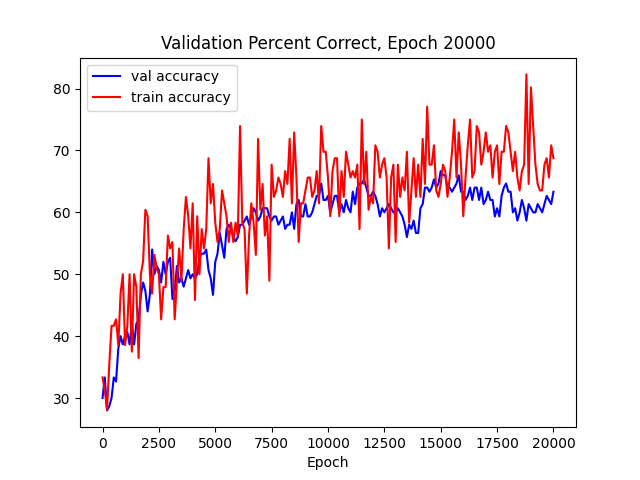 Validation Percent Correct, Epoch 20000
val accuracy
train accuracy
80
70
60
50
40
30
0 2500 5000 7500 10000 12500 15000 17500 20000
Epoch